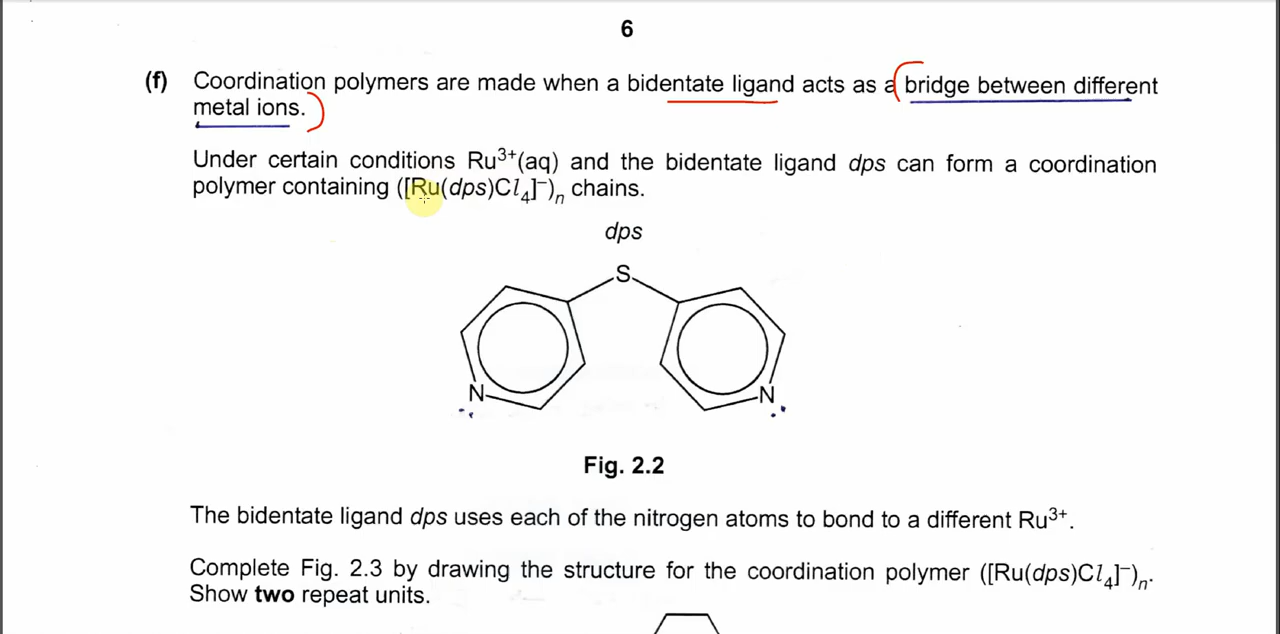 6
(f) Coordination polymers are made when a bidentate ligand acts as a bridge between different
metal ions.
Under certain conditions Ru³⁺(aq) and the bidentate ligand dps can form a coordination
polymer containing ([Ru(dps)Cl₄]⁻)ₙ chains.
dps
S
N N
Fig. 2.2
The bidentate ligand dps uses each of the nitrogen atoms to bond to a different Ru³⁺.
Complete Fig. 2.3 by drawing the structure for the coordination polymer ([Ru(dps)Cl₄]⁻)ₙ.
Show two repeat units.